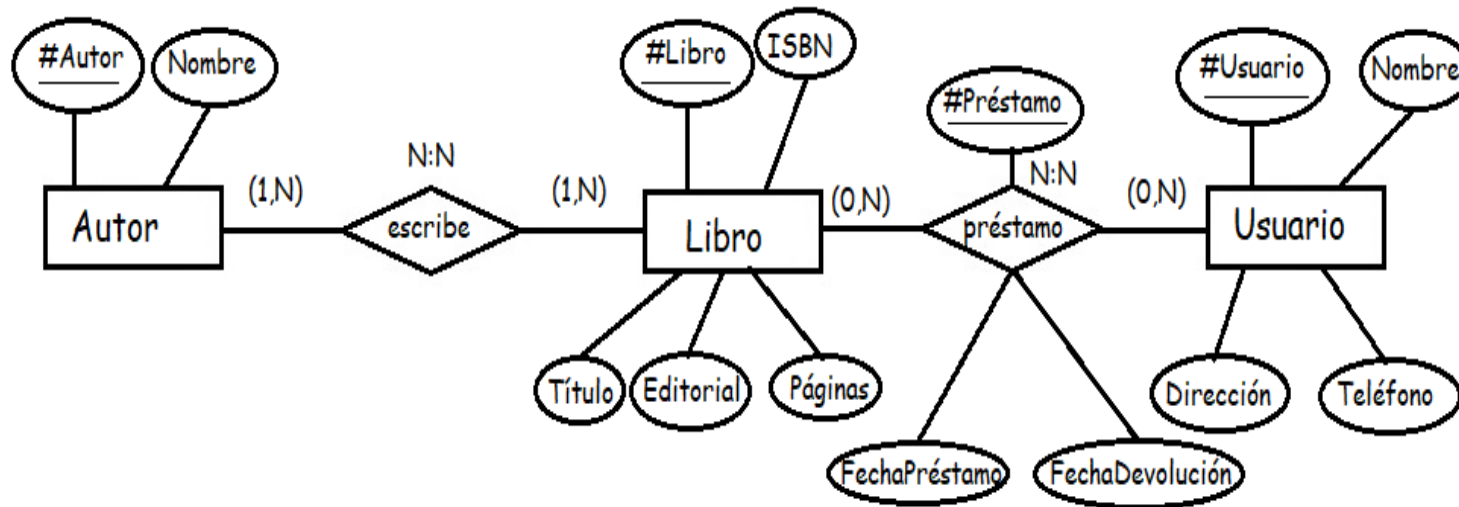 #Autor
Nombre
#Libro
ISBN
#Préstamo
#Usuario
Nombre
N:N
N:N
(1,N)
(1,N)
(0,N)
(0,N)
Autor
escribe
Libro
préstamo
Usuario
Título
Editorial
Páginas
Dirección
Teléfono
FechaPréstamo
FechaDevolución